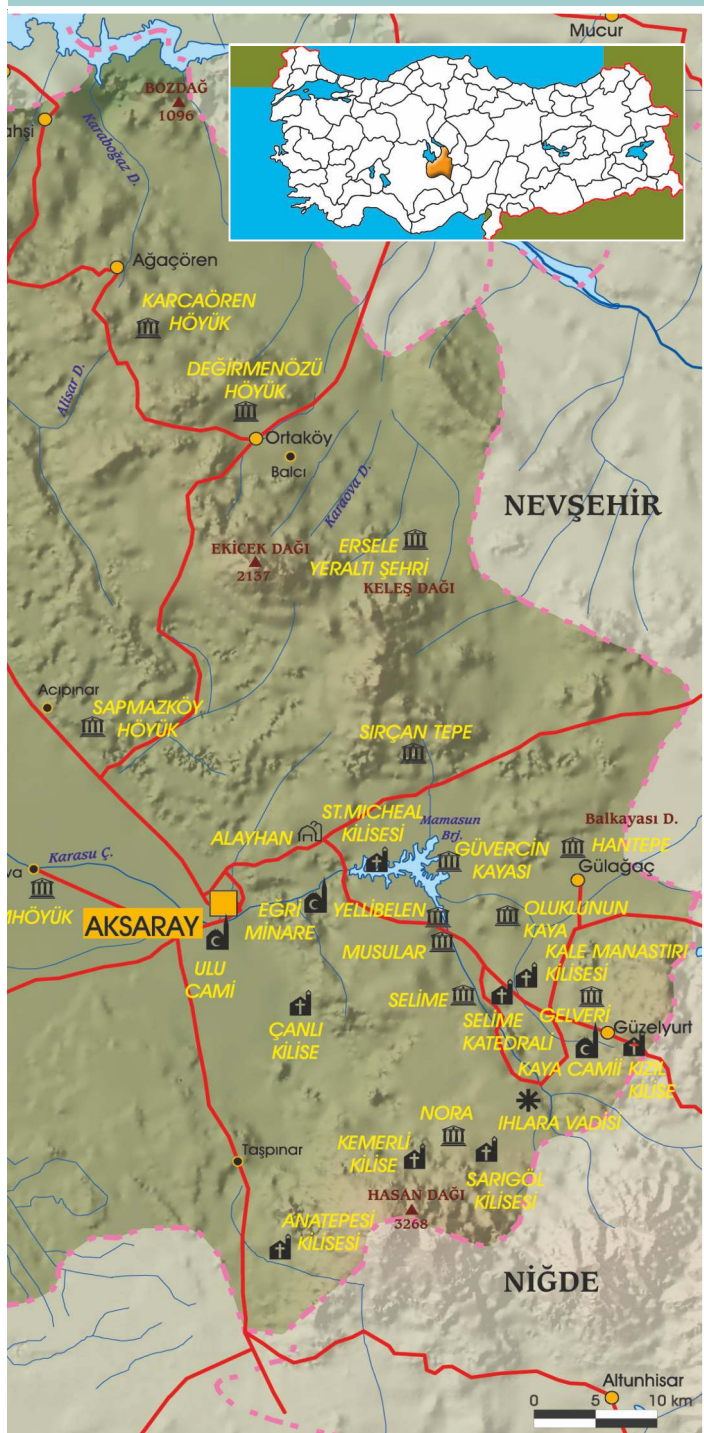 Mucur
BOZDAĞ
1096
ahşi
Karaboğaz D.
Ağaçören
KARCAÖREN
HÖYÜK
Alisar D.
DEĞİRMENÖZÜ
HÖYÜK
Ortaköy
Balcı
Karaova D.
NEVŞEHİR
EKİCEK DAĞI
2137
ERSELE
YERALTI ŞEHRİ
KELEŞ DAĞI
Acıpınar
SAPMAZKÖY
HÖYÜK
SIRÇAN TEPE
ALAYHAN
ST.MICHEAL
KİLİSESİ
Mamasun
Brj.
Balkayası D.
HANTEPE
Gülağaç
GÜVERCİN
KAYASI
Karasu Ç.
va
MHÖYÜK
AKSARAY
EĞRİ
MİNARE
YELLİBELEN
OLUKLUNUN
KAYA
MUSULAR
ULU
CAMİ
KALE MANASTIRI
KİLİSESİ
SELİME
ÇANLI
KİLİSE
SELİME
KATEDRALİ
GELVERİ
Güzelyurt
KAYA CAMİİ
KIZIL
KİLİSE
IHLARA VADİSİ
NORA
Taşpınar
KEMERLİ
KİLİSE
SARIGÖL
KİLİSESİ
HASAN DAĞI
3268
ANATEPESİ
KİLİSESİ
NİĞDE
Altunhisar
0 5 10 km